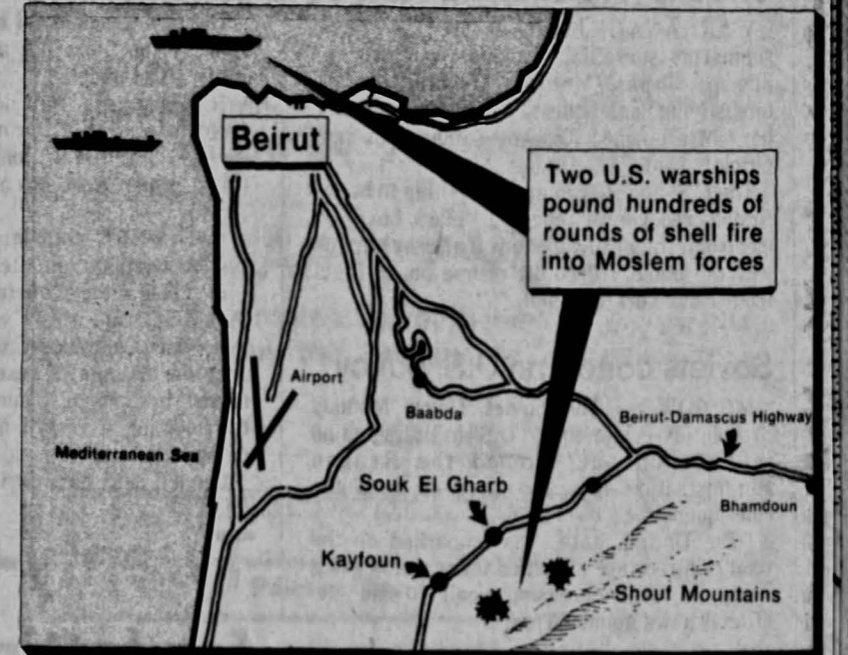 Beirut
Two U.S. warships
pound hundreds of
rounds of shell fire
into Moslem forces
Airport
Baabda
Beirut-Damascus Highway
Mediterranean Sea
Souk El Gharb
Bhamdoun
Kayfoun
Shouf Mountains